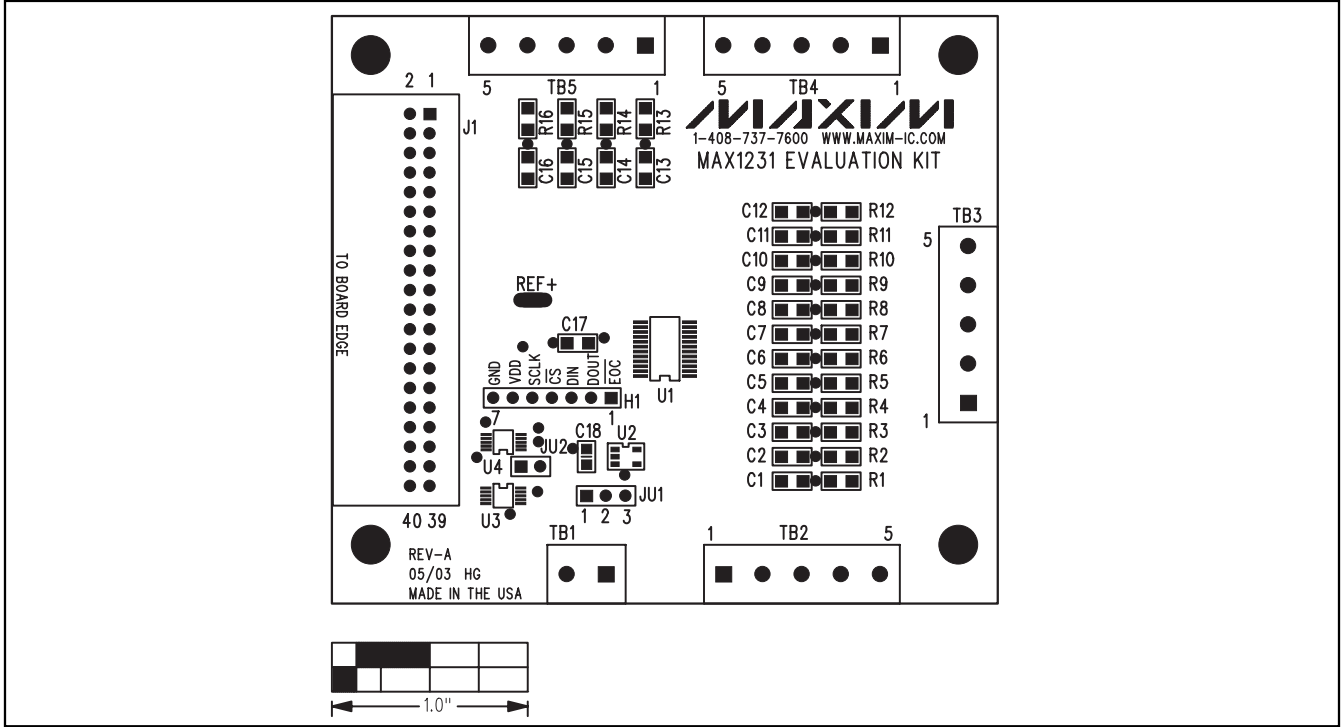 5 TB5 1
5 TB4 1
2 1
J1
R16 R15 R14 R13
C16 C15 C14 C13
MAXIM
1-408-737-7600 WWW.MAXIM-IC.COM
MAX1231 EVALUATION KIT
C12 R12
C11 R11
C10 R10
C9 R9
C8 R8
C7 R7
C6 R6
C5 R5
C4 R4
C3 R3
C2 R2
C1 R1
TB3
5
1
TO BOARD EDGE
REF+
C17
GND VDD SCLK CS DIN DOUT EOC
H1
7 1
U1
C18 U2
JU2
U4
JU1
1 2 3
U3
40 39
TB1
1 TB2 5
REV-A
05/03 HG
MADE IN THE USA
1.0"